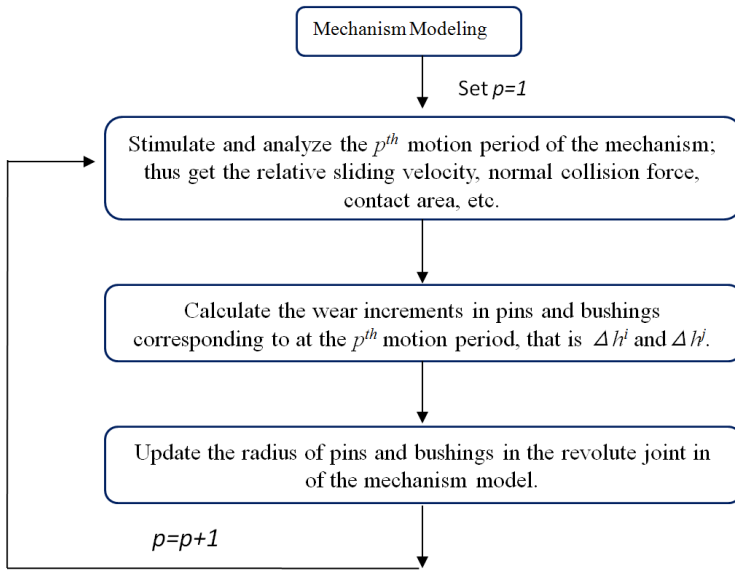 Mechanism Modeling
Set p=1
Stimulate and analyze the pth motion period of the mechanism;
thus get the relative sliding velocity, normal collision force,
contact area, etc.
Calculate the wear increments in pins and bushings
corresponding to at the pth motion period, that is Δhi and Δhj.
Update the radius of pins and bushings in the revolute joint in
of the mechanism model.
p=p+1